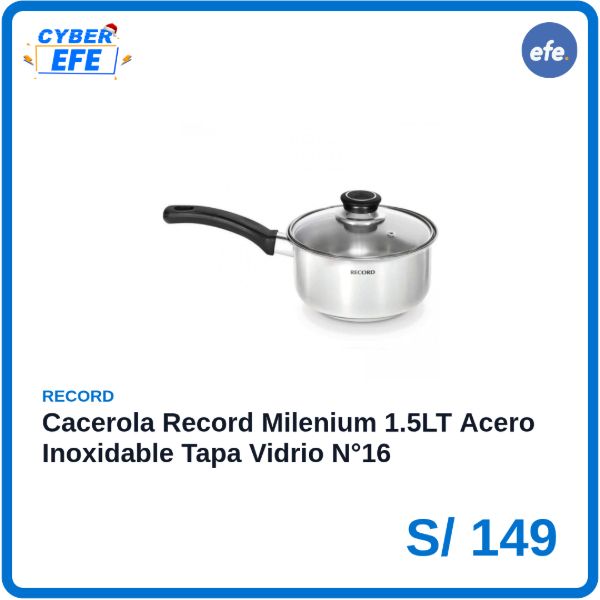 CYBER
EFE
efe.
RECORD
RECORD
Cacerola Record Milenium 1.5LT Acero
Inoxidable Tapa Vidrio N°16
S/ 149